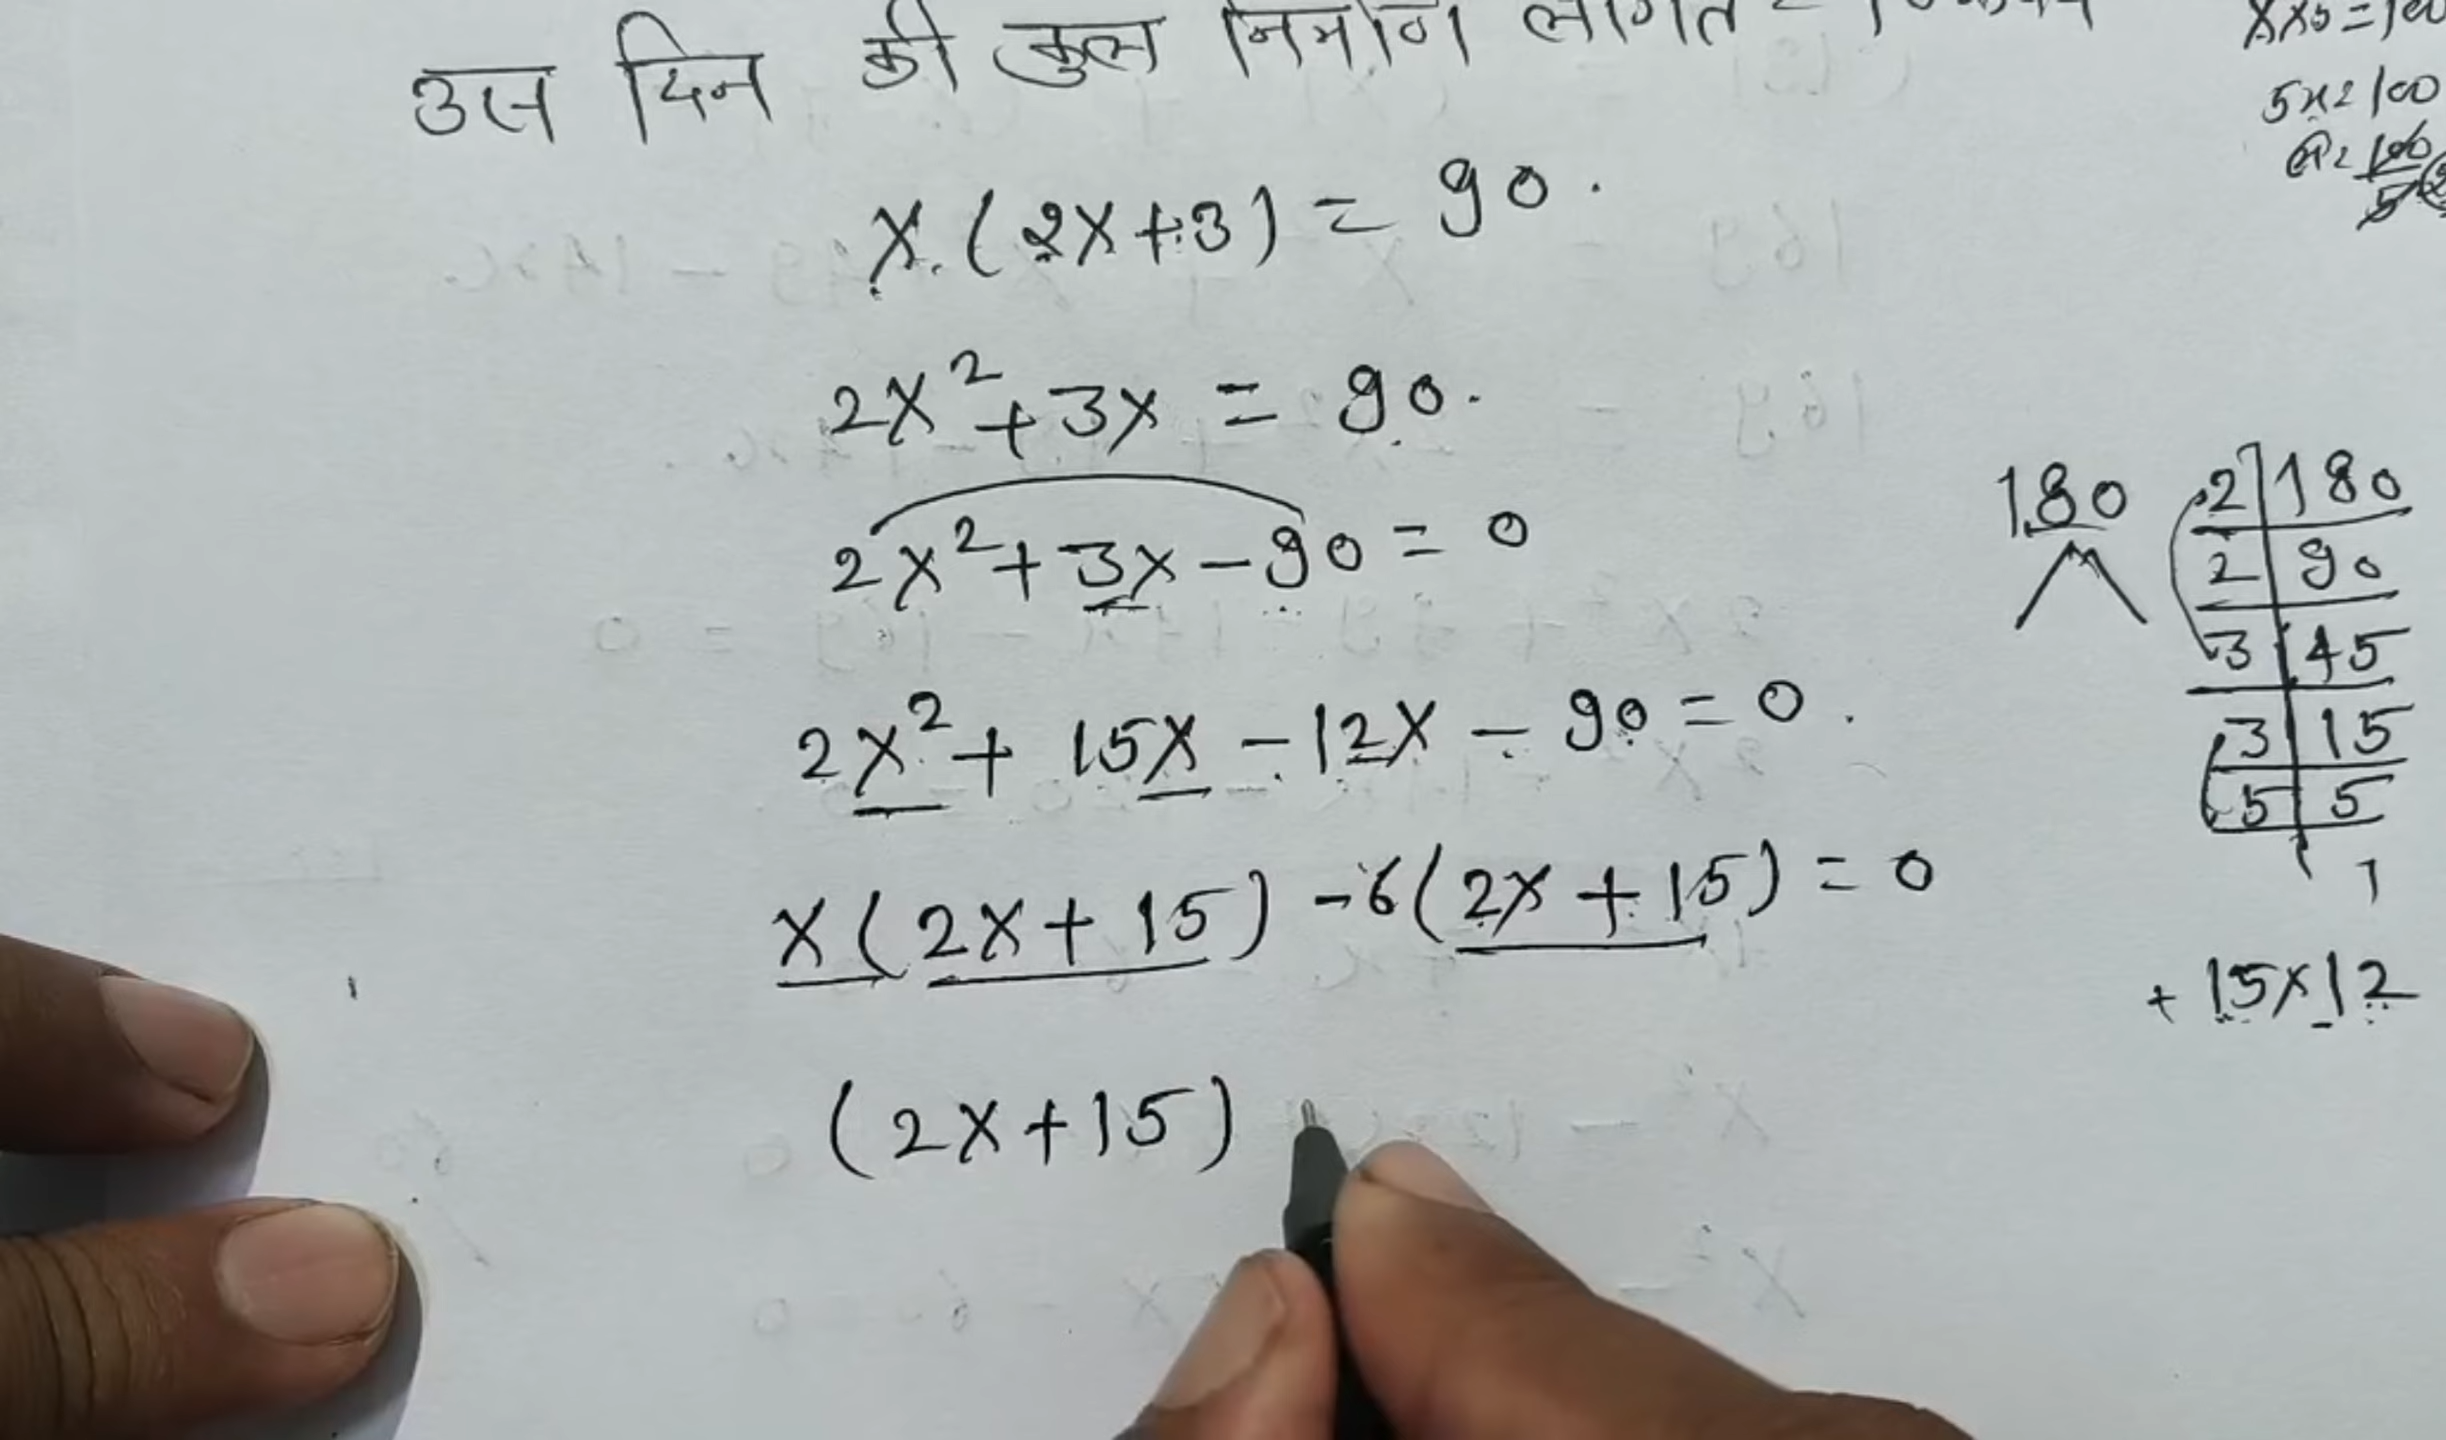 उस दिन की कुल निर्माण लागत =
x . ( 2x + 3 ) = 90 .
2x² + 3x = 90 .
2x² + 3x - 90 = 0
2x² + 15x - 12x - 90 = 0 .
x ( 2x + 15 ) - 6 ( 2x + 15 ) = 0
( 2x + 15 )
5x = 100
180
2 | 180
2 | 90
3 | 45
3 | 15
5 | 5
1
+ 15 x 12